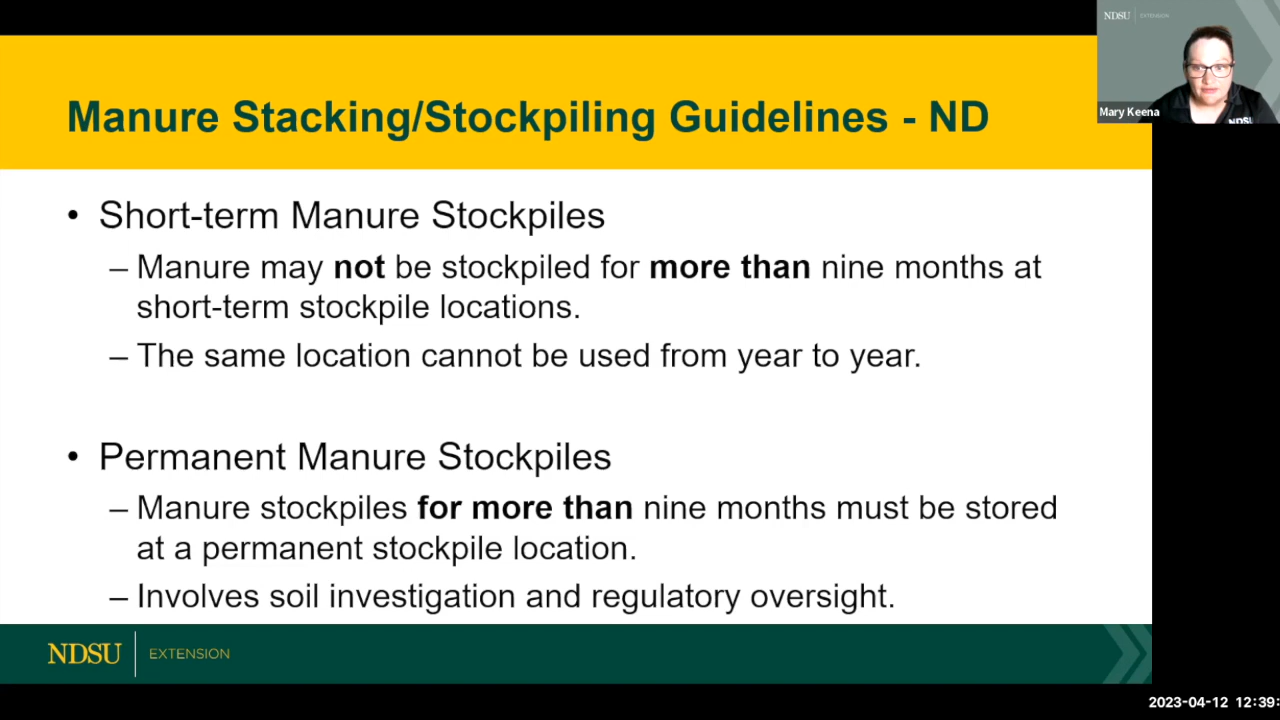 NDSU EXTENSION
Manure Stacking/Stockpiling Guidelines - ND
Mary Keena
NDSU
• Short-term Manure Stockpiles
– Manure may not be stockpiled for more than nine months at
short-term stockpile locations.
– The same location cannot be used from year to year.
• Permanent Manure Stockpiles
– Manure stockpiles for more than nine months must be stored
at a permanent stockpile location.
– Involves soil investigation and regulatory oversight.
NDSU EXTENSION
2023-04-12 12:39: